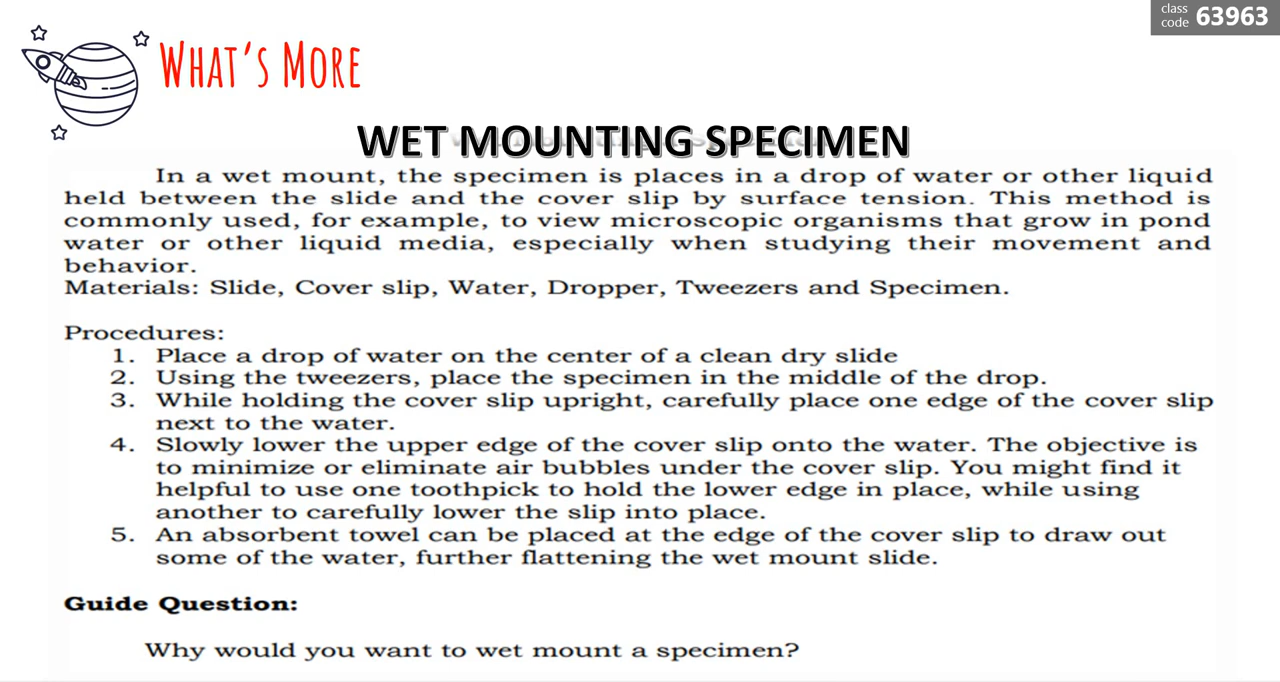 class
code 63963
WHAT'S MORE
WET MOUNTING SPECIMEN
In a wet mount, the specimen is places in a drop of water or other liquid
held between the slide and the cover slip by surface tension. This method is
commonly used, for example, to view microscopic organisms that grow in pond
water or other liquid media, especially when studying their movement and
behavior.
Materials: Slide, Cover slip, Water, Dropper, Tweezers and Specimen.
Procedures:
1. Place a drop of water on the center of a clean dry slide
2. Using the tweezers, place the specimen in the middle of the drop.
3. While holding the cover slip upright, carefully place one edge of the cover slip
next to the water.
4. Slowly lower the upper edge of the cover slip onto the water. The objective is
to minimize or eliminate air bubbles under the cover slip. You might find it
helpful to use one toothpick to hold the lower edge in place, while using
another to carefully lower the slip into place.
5. An absorbent towel can be placed at the edge of the cover slip to draw out
some of the water, further flattening the wet mount slide.
Guide Question:
Why would you want to wet mount a specimen?